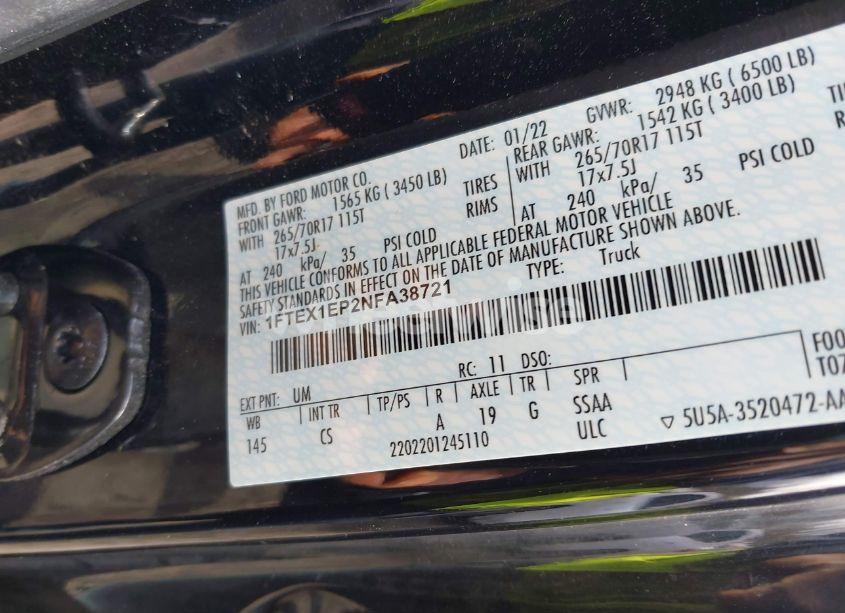 MFD. BY FORD MOTOR CO.
DATE: 01/22
GVWR: 2948 KG ( 6500 LB)
FRONT GAWR: 1565 KG ( 3450 LB)
REAR GAWR: 1542 KG ( 3400 LB)
WITH 265/70R17 115T TIRES
WITH 265/70R17 115T
17x7.5J RIMS
17x7.5J
AT 240 kPa/ 35 PSI COLD
AT 240 kPa/ 35 PSI COLD
THIS VEHICLE CONFORMS TO ALL APPLICABLE FEDERAL MOTOR VEHICLE
SAFETY STANDARDS IN EFFECT ON THE DATE OF MANUFACTURE SHOWN ABOVE.
VIN: 1FTEX1EP2NFA38721
TYPE: Truck
EXT PNT: UM RC: 11 DSO:
WB INT TR TP/PS R AXLE TR SPR
145 CS A 19 G SSAA
2202201245110 ULC
5U5A-3520472-AA